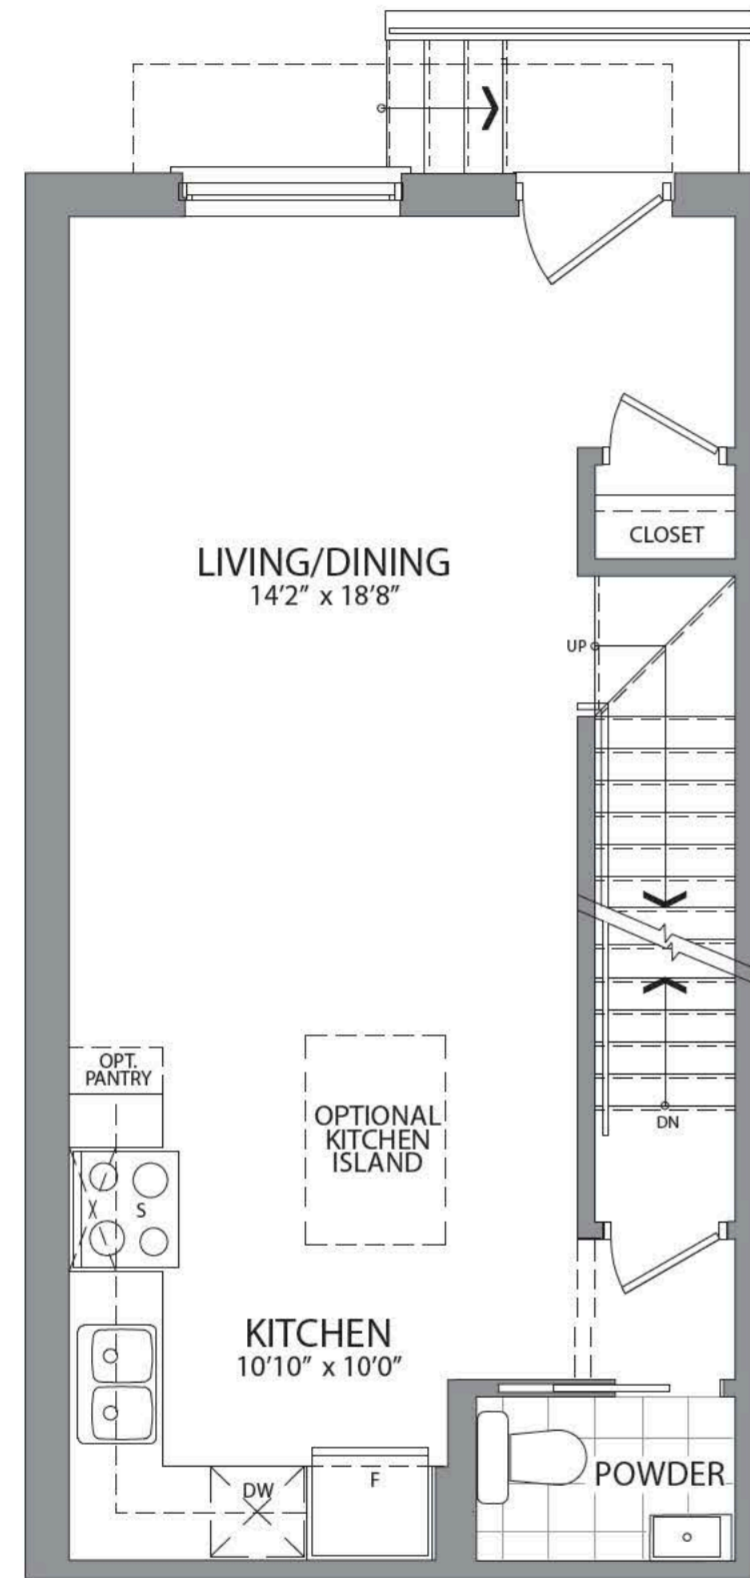 CLOSET
LIVING/DINING
14'2" x 18'8"
UP
OPT.
PANTRY
OPTIONAL
KITCHEN
ISLAND
DN
S
KITCHEN
10'10" x 10'0"
POWDER
F
DW